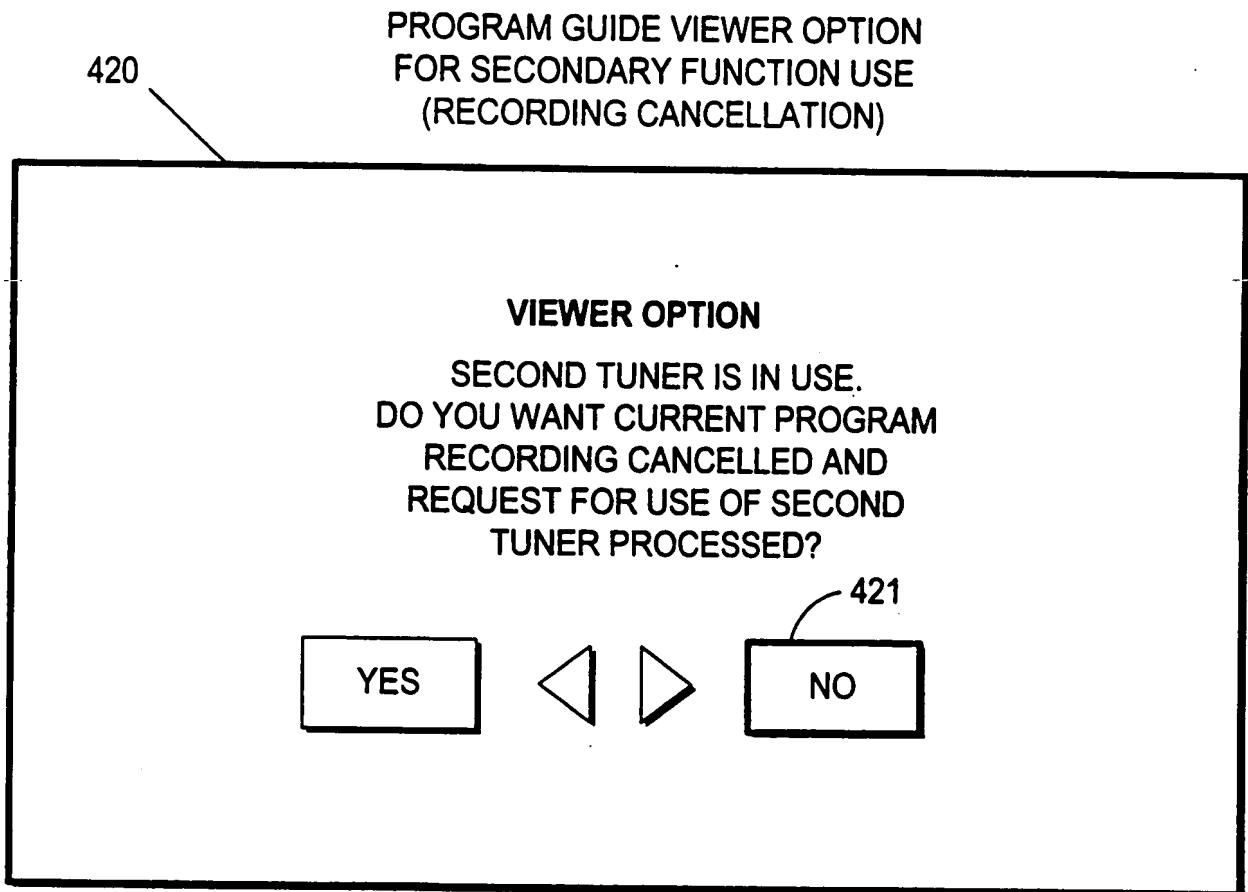 PROGRAM GUIDE VIEWER OPTION
FOR SECONDARY FUNCTION USE
(RECORDING CANCELLATION)
420
VIEWER OPTION
SECOND TUNER IS IN USE.
DO YOU WANT CURRENT PROGRAM
RECORDING CANCELLED AND
REQUEST FOR USE OF SECOND
TUNER PROCESSED?
421
YES
NO